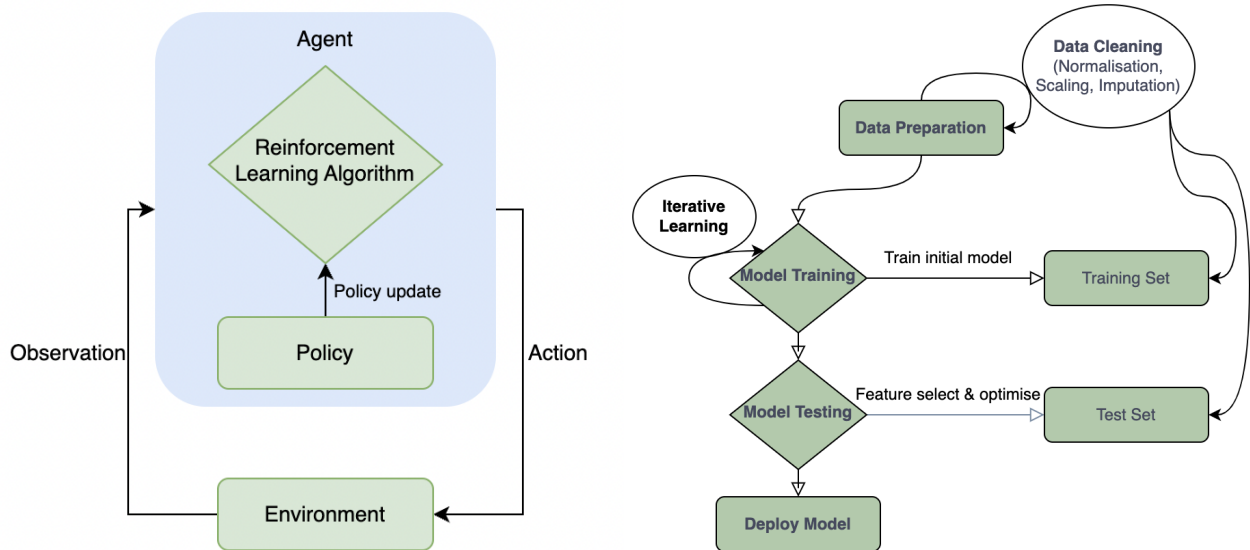 Agent
Reinforcement
Learning Algorithm
Policy update
Policy
Observation
Action
Environment
Data Cleaning
(Normalisation,
Scaling, Imputation)
Data Preparation
Iterative
Learning
Model Training
Train initial model
Training Set
Model Testing
Feature select & optimise
Test Set
Deploy Model